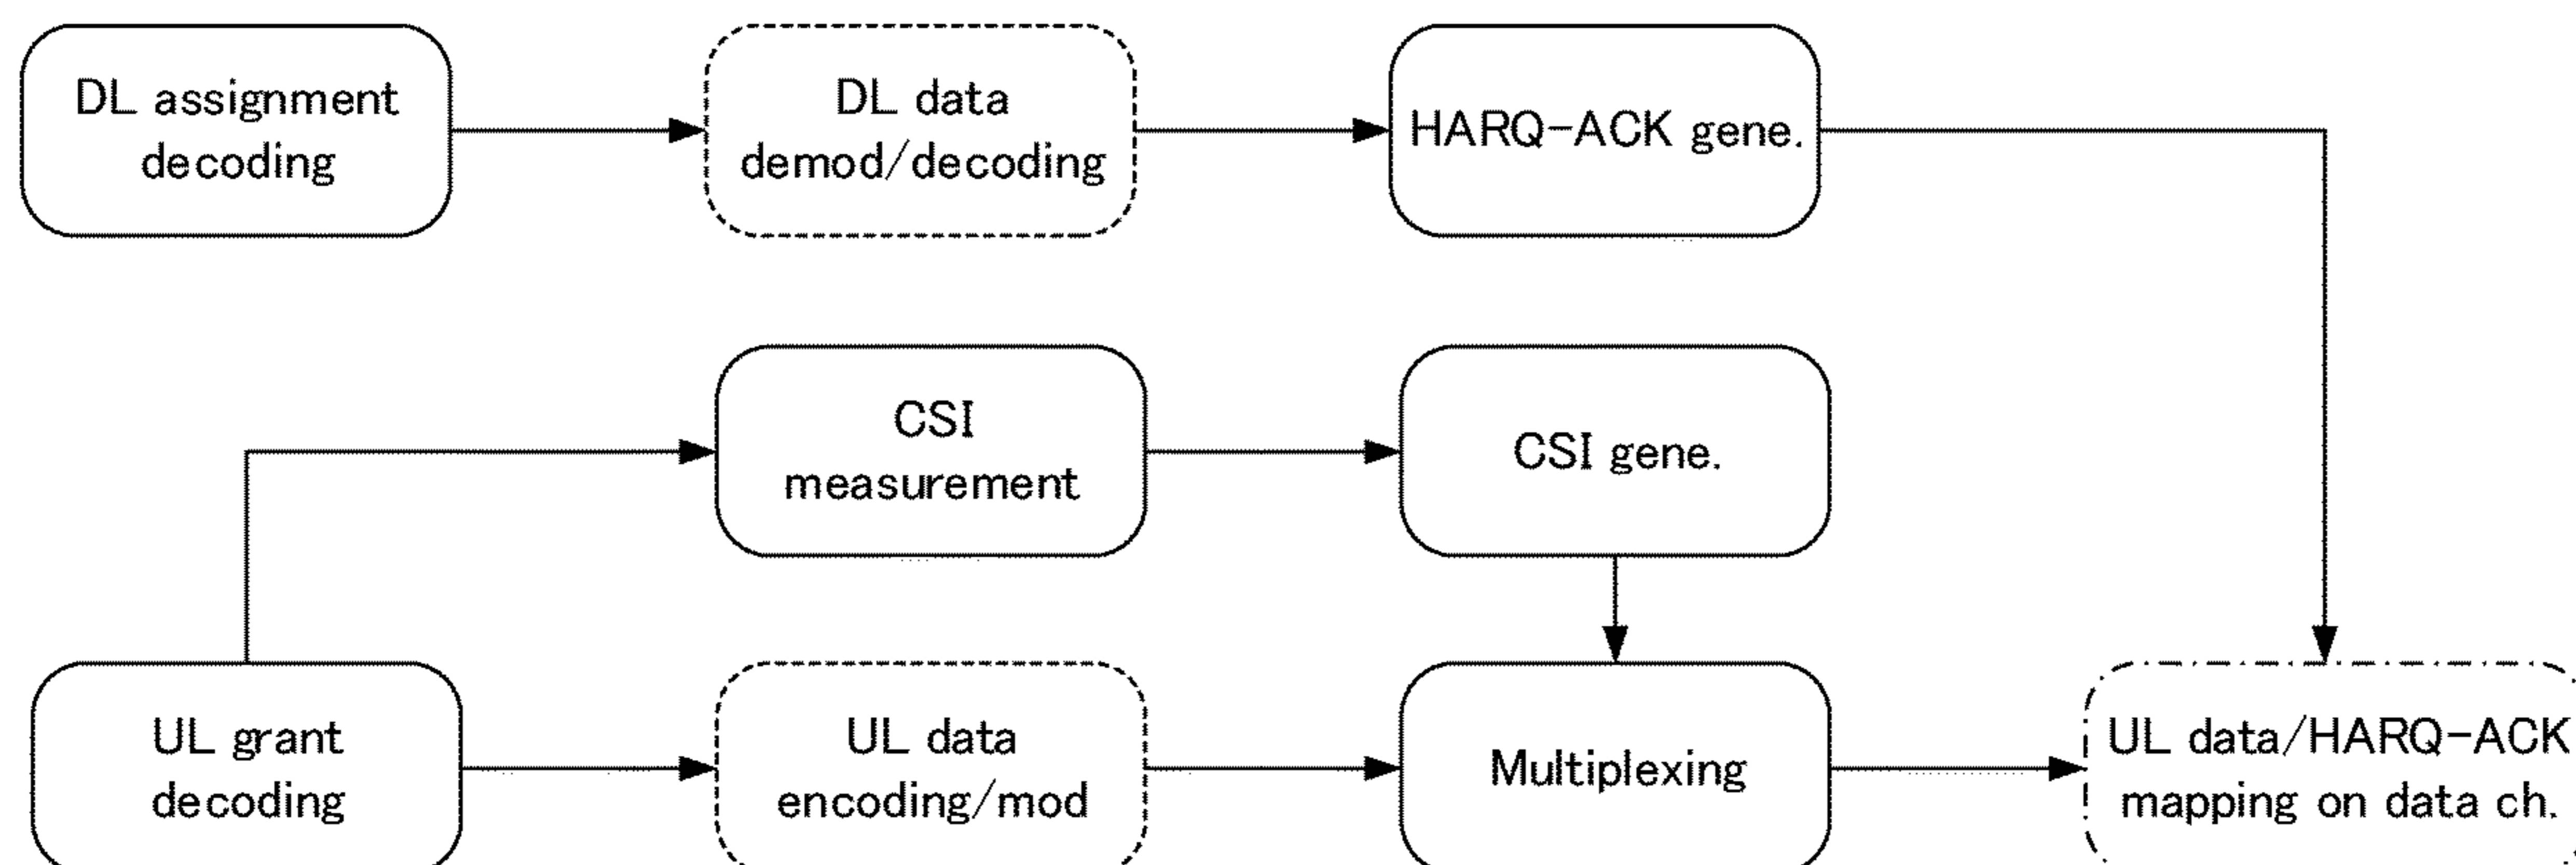 DL assignment
decoding
DL data
demod/decoding
HARQ-ACK gene.
CSI
measurement
CSI gene.
UL grant
decoding
UL data
encoding/mod
Multiplexing
UL data/HARQ-ACK
mapping on data ch.